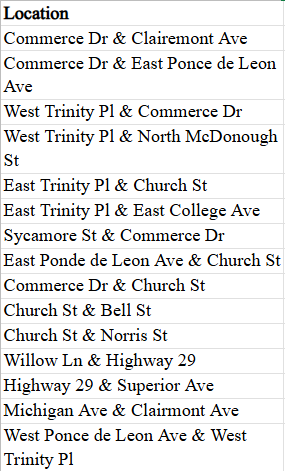 Location
Commerce Dr & Clairemont Ave
Commerce Dr & East Ponce de Leon
Ave
West Trinity Pl & Commerce Dr
West Trinity Pl & North McDonough
St
East Trinity Pl & Church St
East Trinity Pl & East College Ave
Sycamore St & Commerce Dr
East Ponde de Leon Ave & Church St
Commerce Dr & Church St
Church St & Bell St
Church St & Norris St
Willow Ln & Highway 29
Highway 29 & Superior Ave
Michigan Ave & Clairmont Ave
West Ponce de Leon Ave & West
Trinity Pl